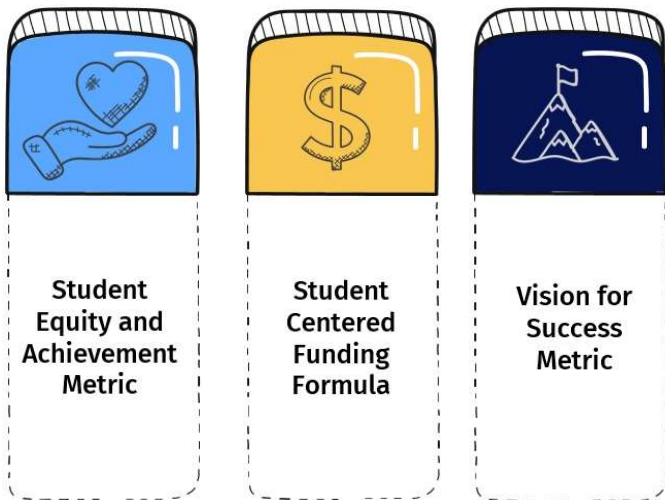 Student
Equity and
Achievement
Metric
Student
Centered
Funding
Formula
Vision for
Success
Metric